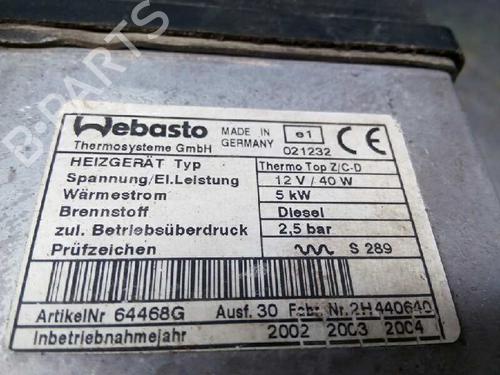 Webasto
Thermosysteme GmbH
MADE IN
GERMANY
e1
021232
CE
HEIZGERÄT Typ Thermo Top Z/C-D
Spannung/El.Leistung 12 V / 40 W
Wärmestrom 5 kW
Brennstoff Diesel
zul. Betriebsüberdruck 2,5 bar
Prüfzeichen S 289
ArtikelNr 64468G Ausf. 30 Fabr. Nr. 2H440640
Inbetriebnahmejahr 2002 2003 2004
B-PARTS